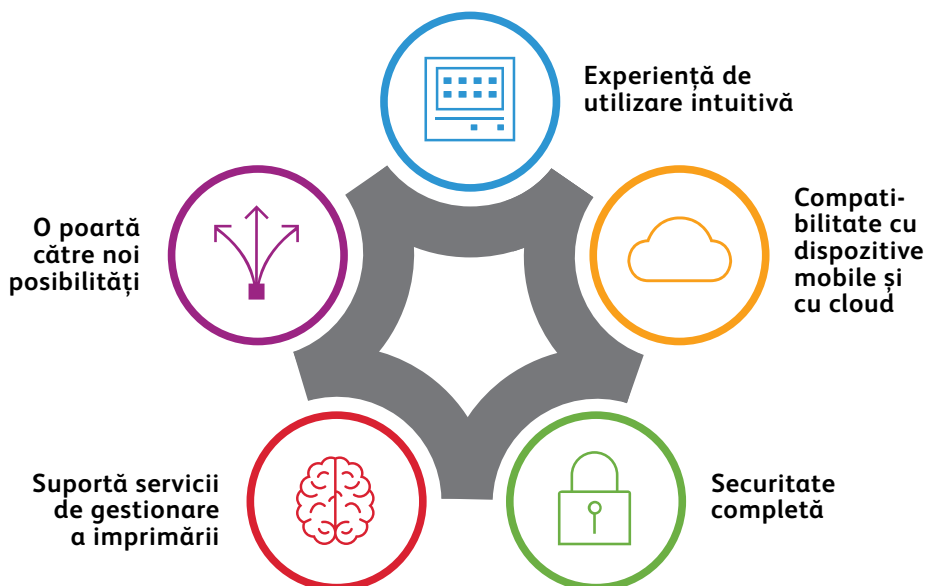 Experiență de
utilizare intuitivă
Compati-
bilitate cu
dispozitive
mobile și
cu cloud
Securitate
completă
Suportă servicii
de gestionare
a imprimării
O poartă
către noi
posibilități